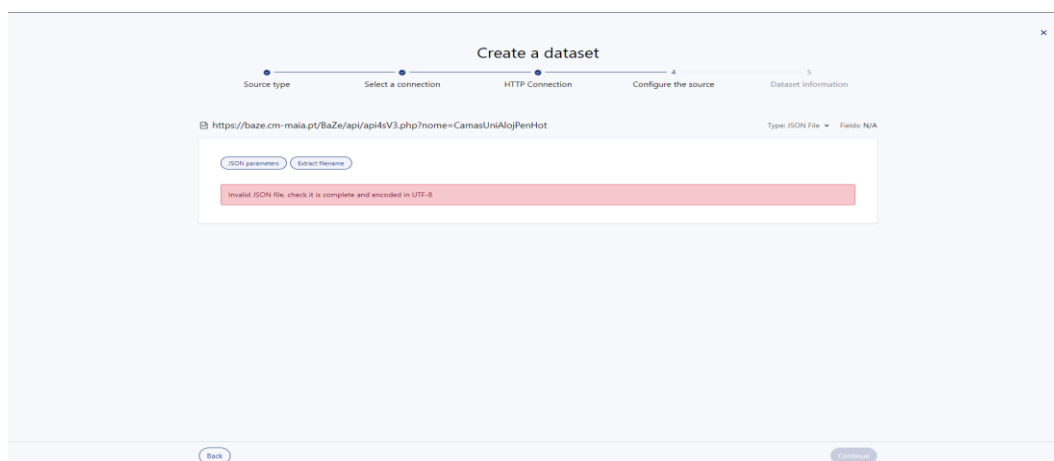 ×
Create a dataset
4
5
Source type
Select a connection
HTTP Connection
Configure the source
Dataset information
https://baze.cm-maia.pt/BaZe/api/api4sV3.php?nome=CamasUniAlojPenHot
Type: JSON File
Fields: N/A
JSON parameters
Extract filename
Invalid JSON file, check it is complete and encoded in UTF-8
Back
Continue